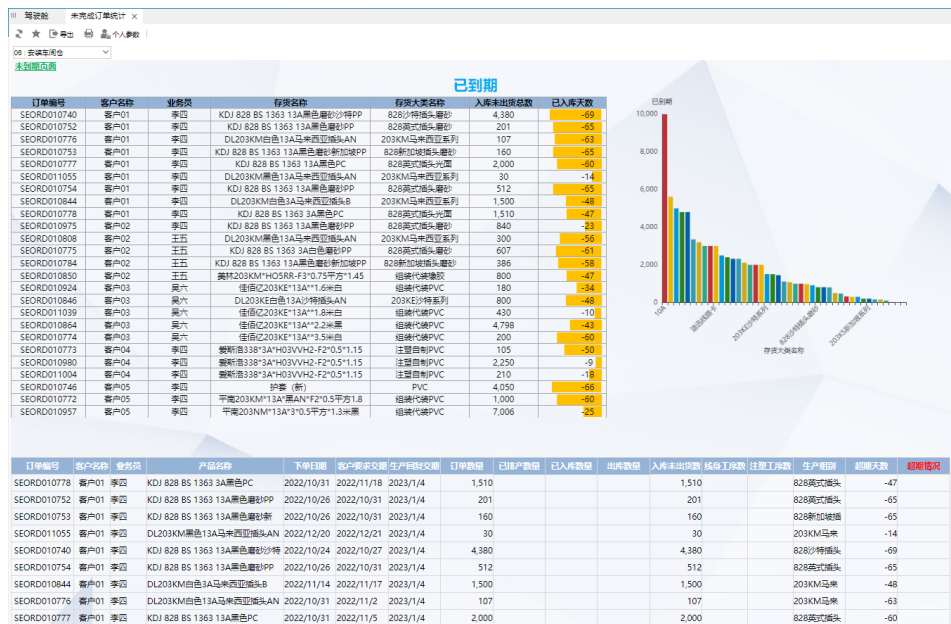 驾驶舱 未完成订单统计
导出 个人参数
06 : 安装车间仓
未到期页面
已到期
订单编号 客户名称 业务员 存货名称 存货大类名称 入库未出货总数 已入库天数
SEORD010740 客户01 李四 KDJ 828 BS 1363 13A黑色磨砂沙特PP 828沙特插头磨砂 4,380 -69
SEORD010752 客户01 李四 KDJ 828 BS 1363 13A黑色磨砂PP 828英式插头磨砂 201 -65
SEORD010776 客户01 李四 DL203KM白色13A马来西亚插头AN 203KM马来西亚系列 107 -63
SEORD010753 客户01 李四 KDJ 828 BS 1363 13A黑色磨砂新加坡PP 828新加坡插头磨砂 160 -65
SEORD010777 客户01 李四 KDJ 828 BS 1363 13A黑色PC 828英式插头光面 2,000 -60
SEORD011055 客户01 李四 DL203KM黑色13A马来西亚插头AN 203KM马来西亚系列 30 -14
SEORD010754 客户01 李四 KDJ 828 BS 1363 13A黑色磨砂PP 828英式插头磨砂 512 -65
SEORD010844 客户01 李四 DL203KM白色3A马来西亚插头B 203KM马来西亚系列 1,500 -48
SEORD010778 客户01 李四 KDJ 828 BS 1363 3A黑色PC 828英式插头光面 1,510 -47
SEORD010975 客户02 李四 KDJ 828 BS 1363 13A黑色磨砂PP 828英式插头磨砂 840 -23
SEORD010808 客户02 王五 DL203KM黑色13A马来西亚插头AN 203KM马来西亚系列 300 -56
SEORD010775 客户02 王五 KDJ 828 BS 1363 3A白色磨砂PP 828英式插头磨砂 607 -61
SEORD010784 客户02 王五 KDJ 828 BS 1363 13A黑色磨砂新加坡PP 828新加坡插头磨砂 386 -58
SEORD010850 客户02 王五 美林203KM*HO5RR-F3*0.75平方*1.45 组装代装橡胶 800 -47
SEORD010924 客户03 吴六 佳佰亿203KE*13A**1.6米白 组装代装PVC 180 -34
SEORD010846 客户03 吴六 DL203KE白色13A沙特插头AN 203KE沙特系列 800 -48
SEORD011039 客户03 吴六 佳佰亿203KE*13A**1.8米白 组装代装PVC 430 -10
SEORD010864 客户03 吴六 佳佰亿203KE*13A**2.2米黑 组装代装PVC 4,798 -43
SEORD010774 客户03 吴六 佳佰亿203KE*13A**3.5米白 组装代装PVC 200 -60
SEORD010773 客户04 李四 爱斯浩338*3A*H03VVH2-F2*0.5*1.15 注塑自制PVC 105 -50
SEORD010980 客户04 李四 爱斯浩338*3A*H03VVH2-F2*0.5*1.15 注塑自制PVC 2,250 -9
SEORD011004 客户04 李四 爱斯浩338*3A*H03VVH2-F2*0.5*1.15 注塑自制PVC 210 -18
SEORD010746 客户05 李四 护套（新） PVC 4,050 -66
SEORD010772 客户05 李四 平南203KM*13A*黑AN*F2*0.5平方1.8 组装代装PVC 1,000 -60
SEORD010957 客户05 李四 平南203NM*13A*3*0.5平方*1.3米黑 组装代装PVC 7,006 -25
已到期
10,000
8,000
6,000
4,000
2,000
0
10A 203KE沙特系列 828沙特插头磨砂 203KS新加坡系列
存货大类名称
订单编号 客户名称 业务员 产品名称 下单日期 客户要求交期 生产回复交期 订单数量 已排产数量 已入库数量 出库数量 入库未出货数 线身工序数 注塑工序数 生产组别 超期天数 超期情况
SEORD010778 客户01 李四 KDJ 828 BS 1363 3A黑色PC 2022/10/31 2022/11/18 2023/1/4 1,510 1,510 828英式插头 -47
SEORD010752 客户01 李四 KDJ 828 BS 1363 13A黑色磨砂PP 2022/10/26 2022/10/31 2023/1/4 201 201 828英式插头 -65
SEORD010753 客户01 李四 KDJ 828 BS 1363 13A黑色磨砂新 2022/10/26 2022/10/31 2023/1/4 160 160 828新加坡插 -65
SEORD011055 客户01 李四 DL203KM黑色13A马来西亚插头AN 2022/12/20 2022/12/21 2023/1/4 30 30 203KM马来 -14
SEORD010740 客户01 李四 KDJ 828 BS 1363 13A黑色磨砂沙特 2022/10/24 2022/10/27 2023/1/4 4,380 4,380 828沙特插头 -69
SEORD010754 客户01 李四 KDJ 828 BS 1363 13A黑色磨砂PP 2022/10/26 2022/10/31 2023/1/4 512 512 828英式插头 -65
SEORD010844 客户01 李四 DL203KM白色3A马来西亚插头B 2022/11/14 2022/11/17 2023/1/4 1,500 1,500 203KM马来 -48
SEORD010776 客户01 李四 DL203KM白色13A马来西亚插头AN 2022/10/31 2022/11/2 2023/1/4 107 107 203KM马来 -63
SEORD010777 客户01 李四 KDJ 828 BS 1363 13A黑色PC 2022/10/31 2022/11/5 2023/1/4 2,000 2,000 828英式插头 -60